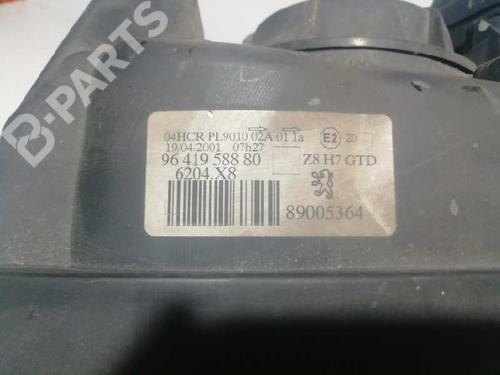 B-PARTS
04HCR PL9010 02A 01 1a
E2 20
19.04.2001 07h27
96 419 588 80
Z8 H7 GTD
6204.X8
89005364
B-PARTS